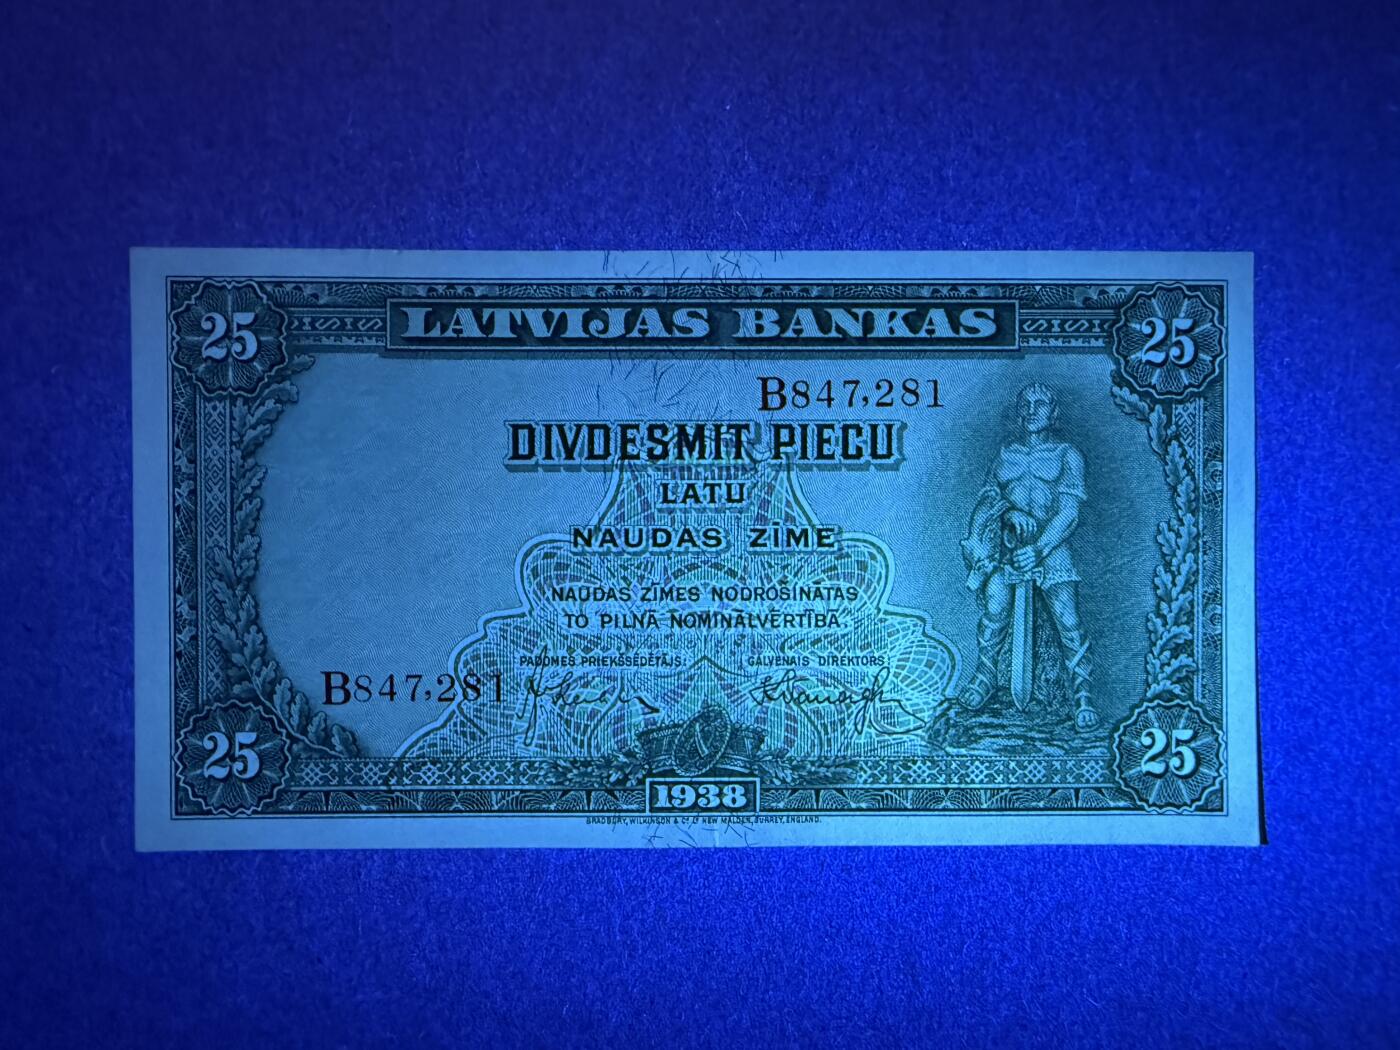 25 LATVIJAS BANKAS 25
B847,281
DIVDESMIT PIECU
LATU
NAUDAS ZĪME
NAUDAS ZĪMES NODROŠINĀTAS
TO PILNĀ NOMINĀLVĒRTĪBĀ.
PADOMES PRIEKŠSĒDĒTĀJS: GALVENAIS DIREKTORS:
B847,281
25 1938 25
BRADBURY, WILKINSON & Cº Lᵈ NEW MALDEN, SURREY, ENGLAND.